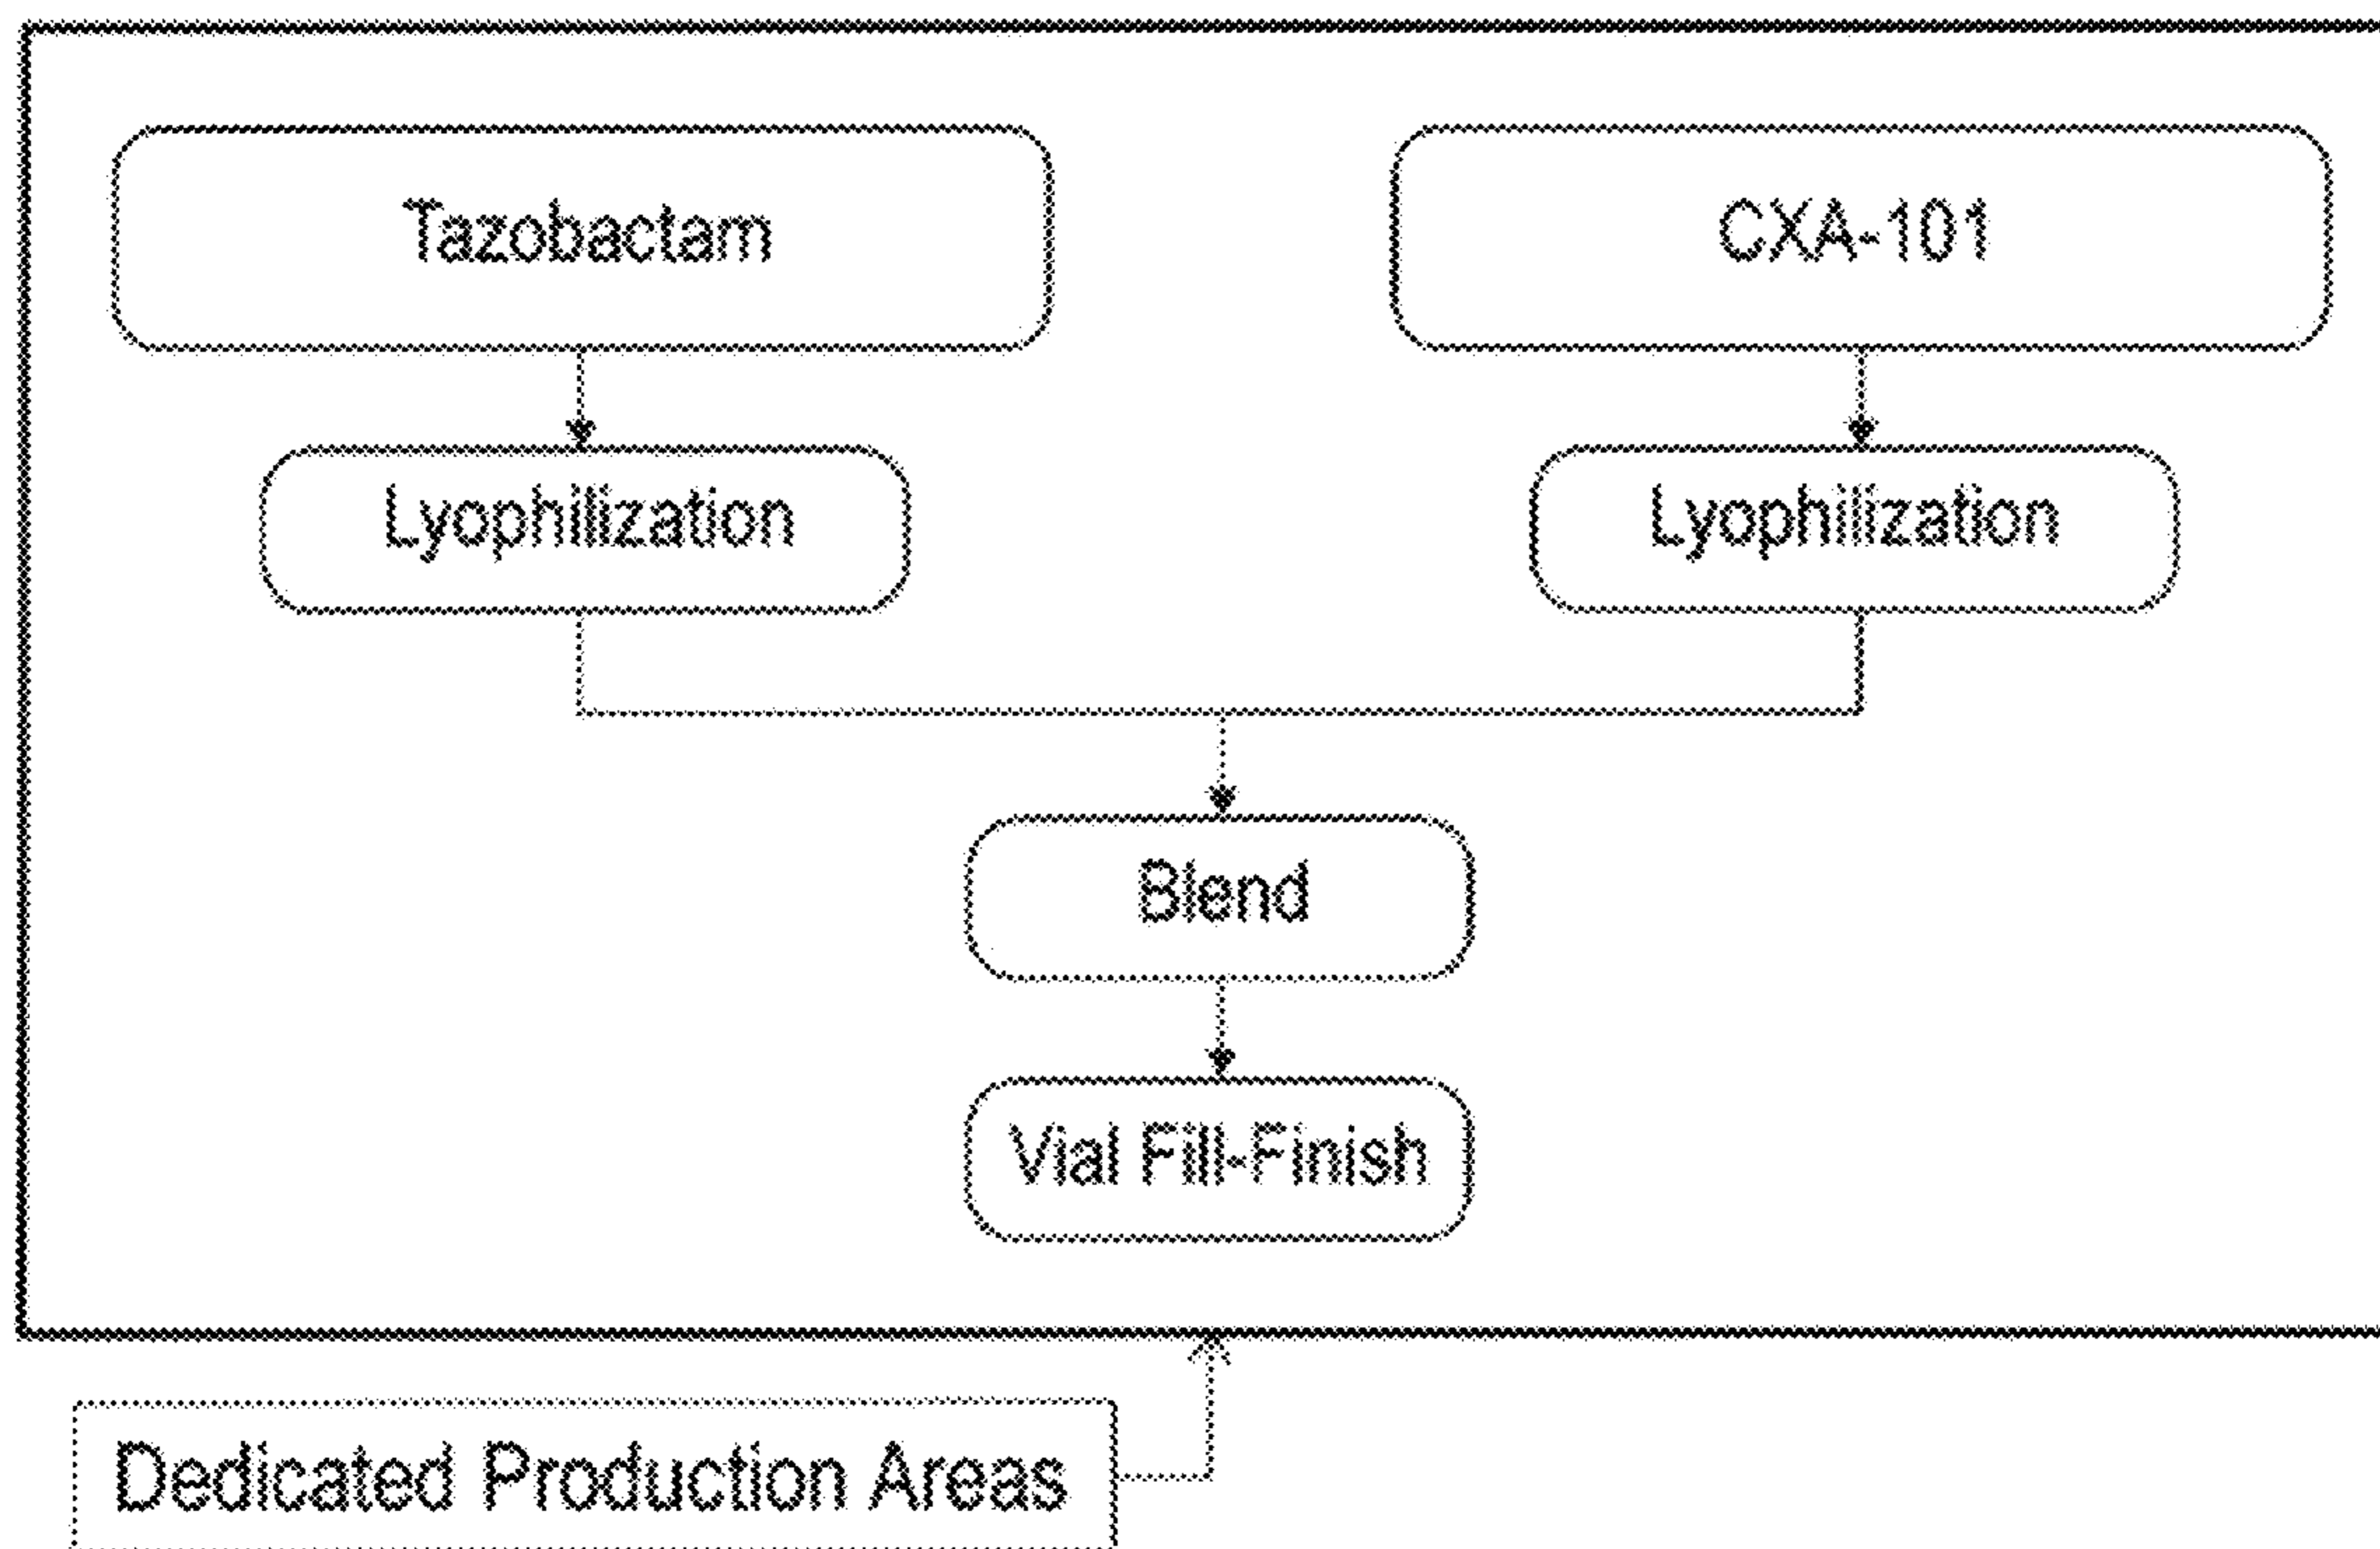 Tazobactam
CXA-101
Lyophilization
Lyophilization
Blend
Vial Fill-Finish
Dedicated Production Areas